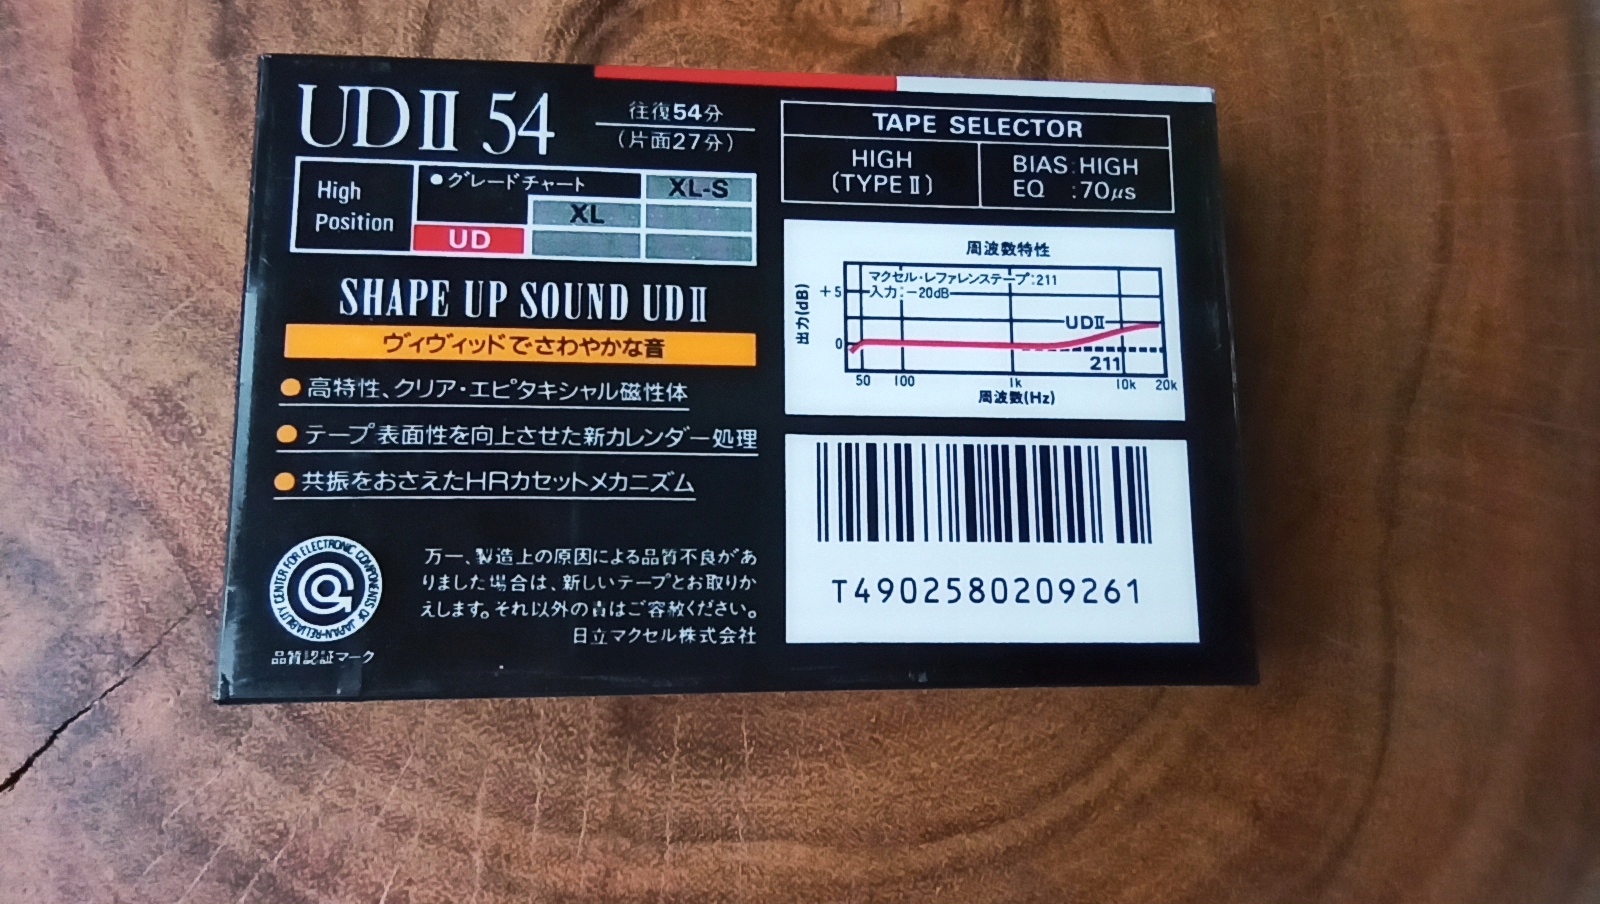 UDⅡ 54
往復54分
(片面27分)
High
Position
●グレードチャート
XL-S
XL
UD
SHAPE UP SOUND UDⅡ
ヴィヴィッドでさわやかな音
●高特性、クリア・エピタキシャル磁性体
●テープ表面性を向上させた新カレンダー処理
●共振をおさえたHRカセットメカニズム
RELIABILITY CENTER FOR ELECTRONIC COMPONENTS OF JAPAN
品質認証マーク
万一、製造上の原因による品質不良があ
りました場合は、新しいテープとお取りか
えします。それ以外の責はご容赦ください。
日立マクセル株式会社
TAPE SELECTOR
HIGH
(TYPEⅡ)
BIAS:HIGH
EQ :70μs
周波数特性
マクセル・レファレンステープ:211
入力:-20dB
出力(dB)
+5
0
UDⅡ
211
50 100 1k 10k 20k
周波数(Hz)
T4902580209261